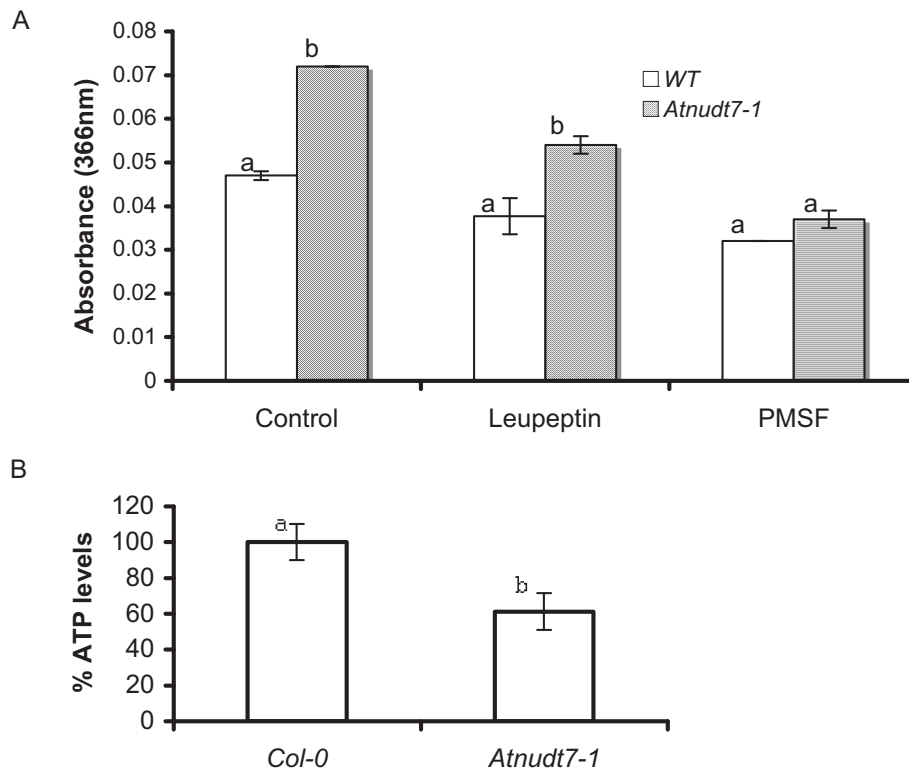 A
Absorbance (366nm)
0.08
0.07
0.06
0.05
0.04
0.03
0.02
0.01
0
a
b
a
b
a
a
WT
Atnudt7-1
Control
Leupeptin
PMSF
B
% ATP levels
120
100
80
60
40
20
0
a
b
Col-0
Atnudt7-1